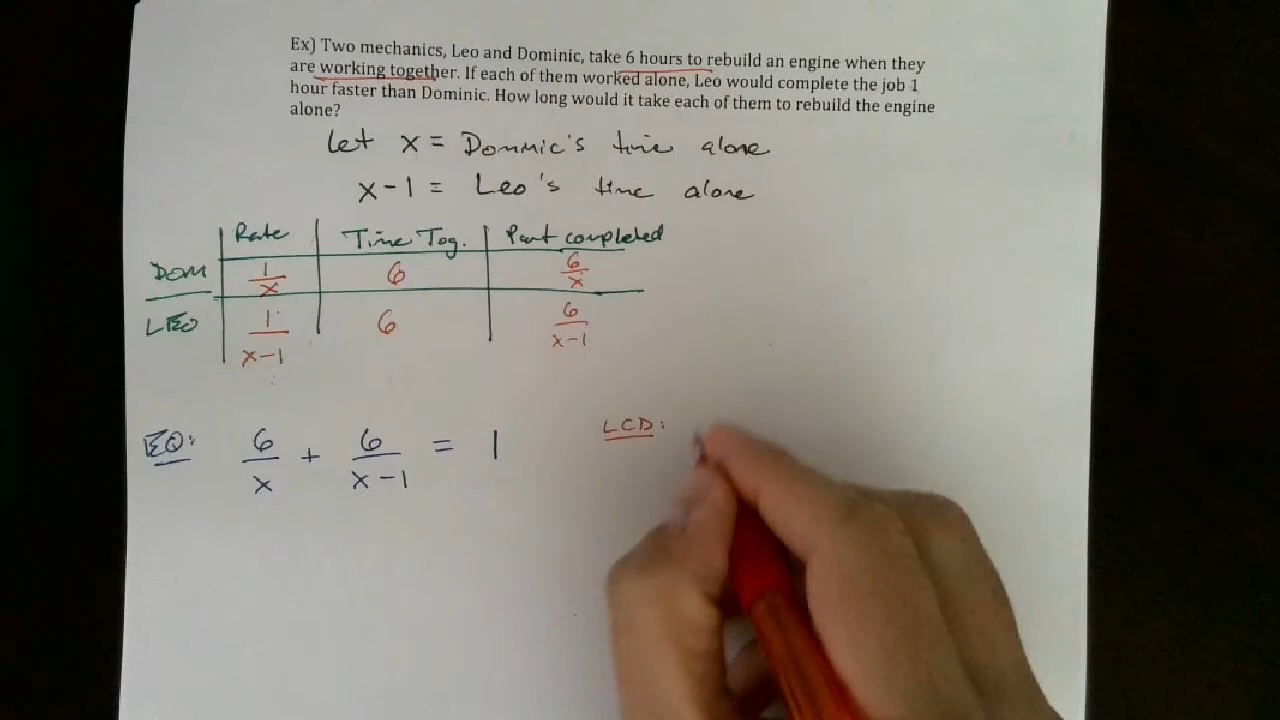 Ex) Two mechanics, Leo and Dominic, take 6 hours to rebuild an engine when they
are working together. If each of them worked alone, Leo would complete the job 1
hour faster than Dominic. How long would it take each of them to rebuild the engine
alone?
Let x = Dominic's time alone
x-1 = Leo's time alone
Rate Time Tog. Part completed
DOM 1/x 6 6/x
LEO 1/x-1 6 6/x-1
EQ: 6/x + 6/x-1 = 1 LCD: